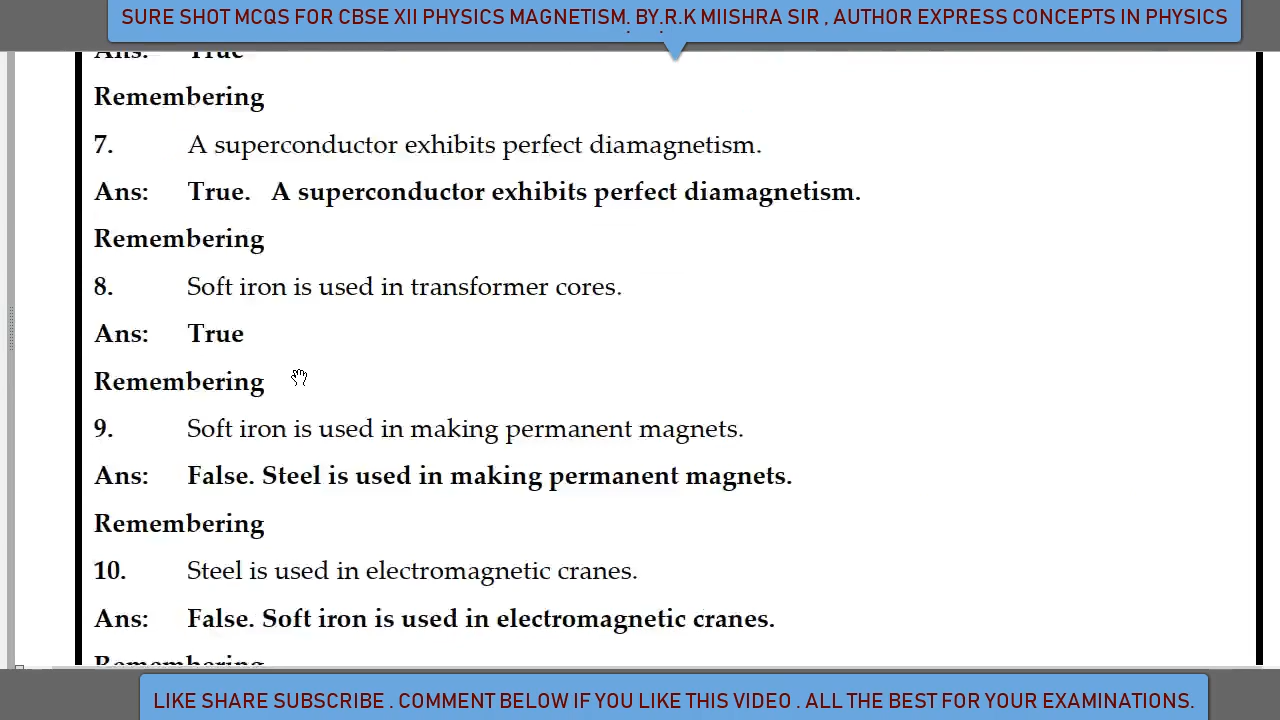 SURE SHOT MCQS FOR CBSE XII PHYSICS MAGNETISM. BY.R.K MIISHRA SIR , AUTHOR EXPRESS CONCEPTS IN PHYSICS
Ans: True
Remembering
7. A superconductor exhibits perfect diamagnetism.
Ans: True. A superconductor exhibits perfect diamagnetism.
Remembering
8. Soft iron is used in transformer cores.
Ans: True
Remembering
9. Soft iron is used in making permanent magnets.
Ans: False. Steel is used in making permanent magnets.
Remembering
10. Steel is used in electromagnetic cranes.
Ans: False. Soft iron is used in electromagnetic cranes.
Remembering
LIKE SHARE SUBSCRIBE . COMMENT BELOW IF YOU LIKE THIS VIDEO . ALL THE BEST FOR YOUR EXAMINATIONS.